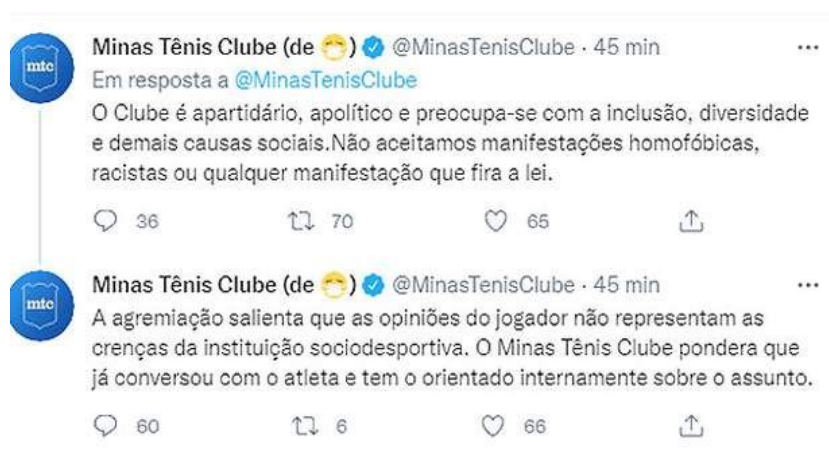 mtc
Minas Tênis Clube (de 😷) @MinasTenisClube · 45 min
Em resposta a @MinasTenisClube
O Clube é apartidário, apolítico e preocupa-se com a inclusão, diversidade
e demais causas sociais.Não aceitamos manifestações homofóbicas,
racistas ou qualquer manifestação que fira a lei.
36 70 65
mtc
Minas Tênis Clube (de 😷) @MinasTenisClube · 45 min
A agremiação salienta que as opiniões do jogador não representam as
crenças da instituição sociodesportiva. O Minas Tênis Clube pondera que
já conversou com o atleta e tem o orientado internamente sobre o assunto.
60 6 66